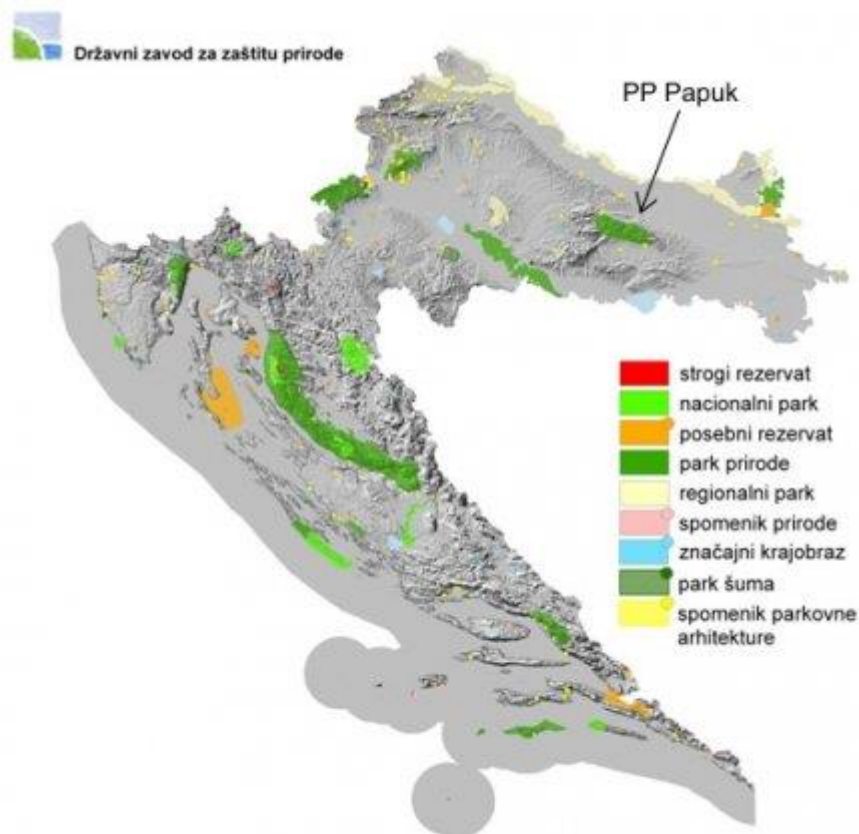 Državni zavod za zaštitu prirode
PP Papuk
strogi rezervat
nacionalni park
posebni rezervat
park prirode
regionalni park
spomenik prirode
značajni krajobraz
park šuma
spomenik parkovne
arhitekture